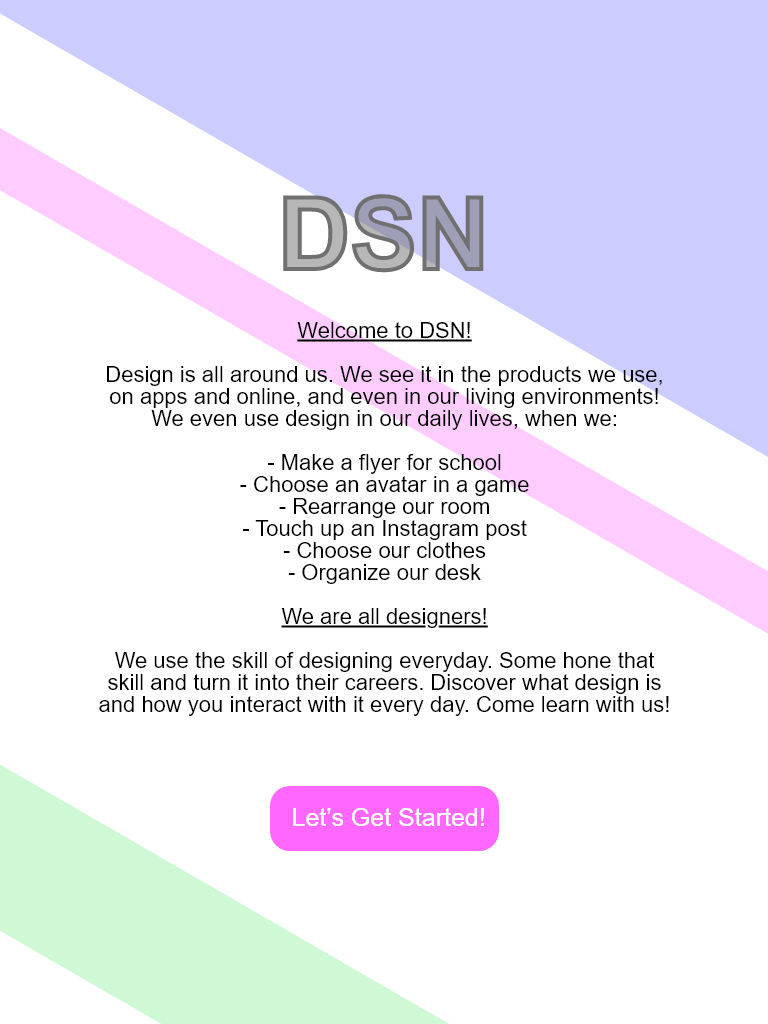 DSN
Welcome to DSN!
Design is all around us. We see it in the products we use,
on apps and online, and even in our living environments!
We even use design in our daily lives, when we:
- Make a flyer for school
- Choose an avatar in a game
- Rearrange our room
- Touch up an Instagram post
- Choose our clothes
- Organize our desk
We are all designers!
We use the skill of designing everyday. Some hone that
skill and turn it into their careers. Discover what design is
and how you interact with it every day. Come learn with us!
Let’s Get Started!